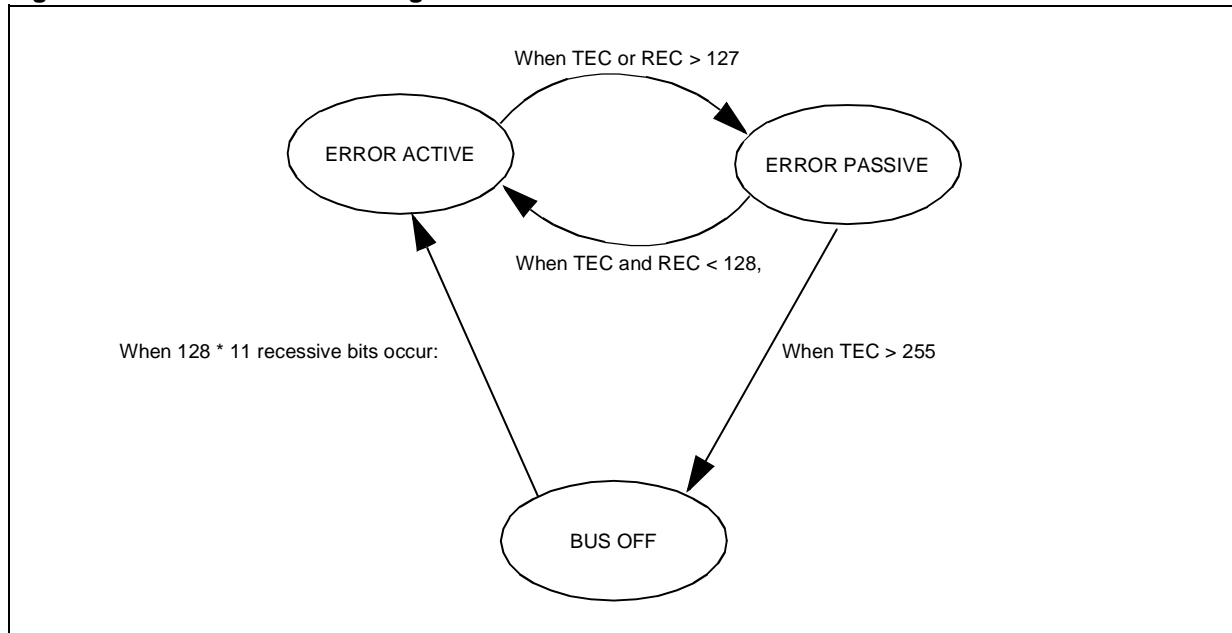 When TEC or REC > 127
ERROR ACTIVE
ERROR PASSIVE
When TEC and REC < 128,
When 128 * 11 recessive bits occur:
When TEC > 255
BUS OFF